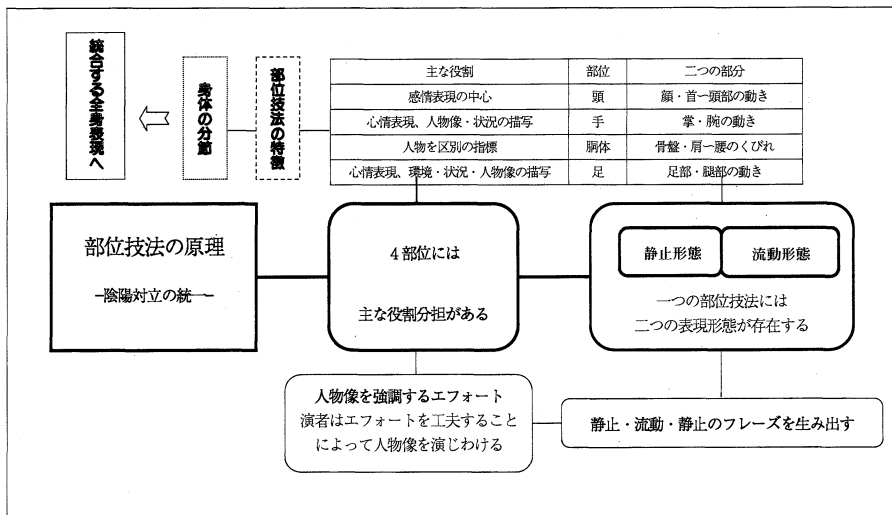 統合する全身表現へ
身体の分節
部位技法の特徴
主な役割 部位 二つの部分
感情表現の中心 頭 顔・首ー頭部の動き
心情表現、人物像・状況の描写 手 掌・腕の動き
人物を区別の指標 胴体 骨盤・肩ー腰のくびれ
心情表現、環境・状況・人物像の描写 足 足部・腿部の動き
部位技法の原理
-陰陽対立の統一-
4部位には
主な役割分担がある
静止形態 流動形態
一つの部位技法には
二つの表現形態が存在する
人物像を強調するエフォート
演者はエフォートを工夫すること
によって人物像を演じわける
静止・流動・静止のフレーズを生み出す